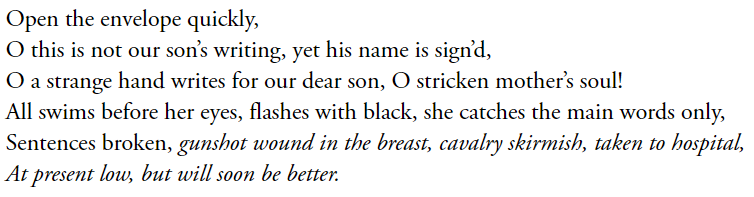 Open the envelope quickly,
O this is not our son’s writing, yet his name is sign’d,
O a strange hand writes for our dear son, O stricken mother’s soul!
All swims before her eyes, flashes with black, she catches the main words only,
Sentences broken, gunshot wound in the breast, cavalry skirmish, taken to hospital,
At present low, but will soon be better.